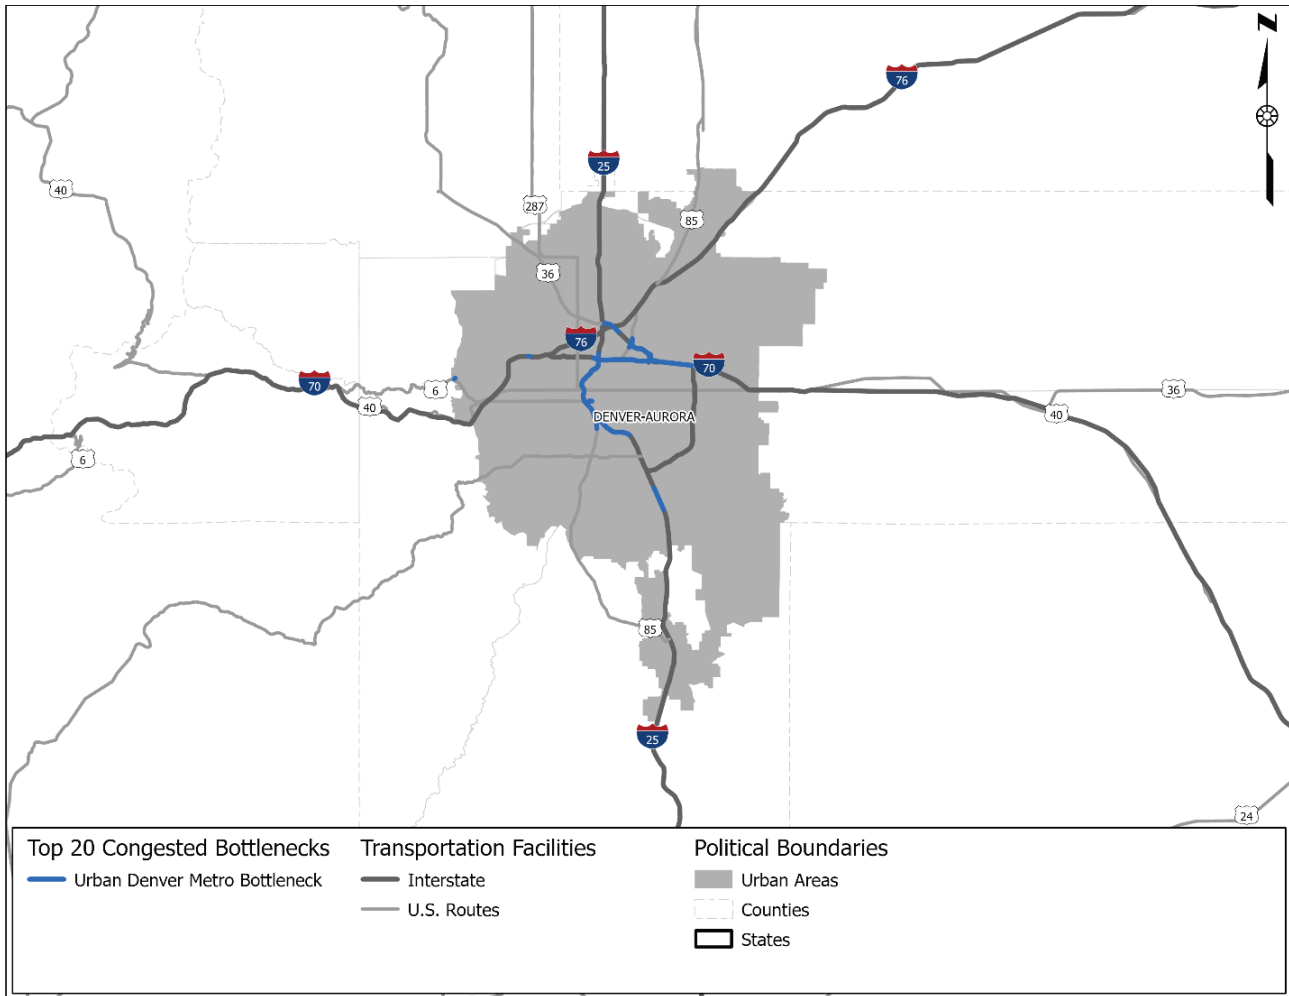 N
76
25
40
287
85
36
76
70
70
6
40
36
40
DENVER-AURORA
6
85
25
24
Top 20 Congested Bottlenecks
Urban Denver Metro Bottleneck
Transportation Facilities
Interstate
U.S. Routes
Political Boundaries
Urban Areas
Counties
States